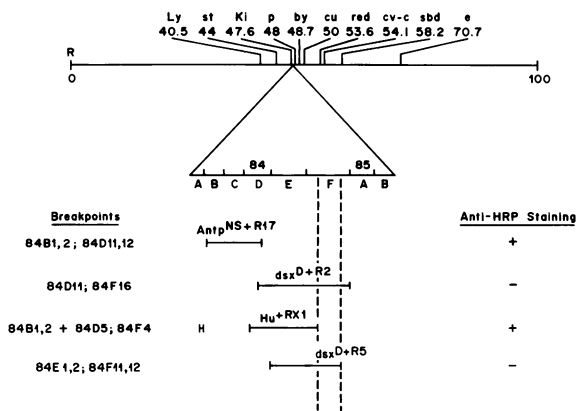 Ly st Ki p by cu red cv-c sbd e
40.5 44 47.6 48 48.7 50 53.6 54.1 58.2 70.7
R
0 100
84 85
A B C D E F A B
Breakpoints Anti-HRP Staining
Antp NS+R17
84B1,2; 84D11,12 +
dsx D+R2
84D11; 84F16 -
Hu+RX1
84B1,2 + 84D5; 84F4 H +
dsx D+R5
84E1,2; 84F11,12 -